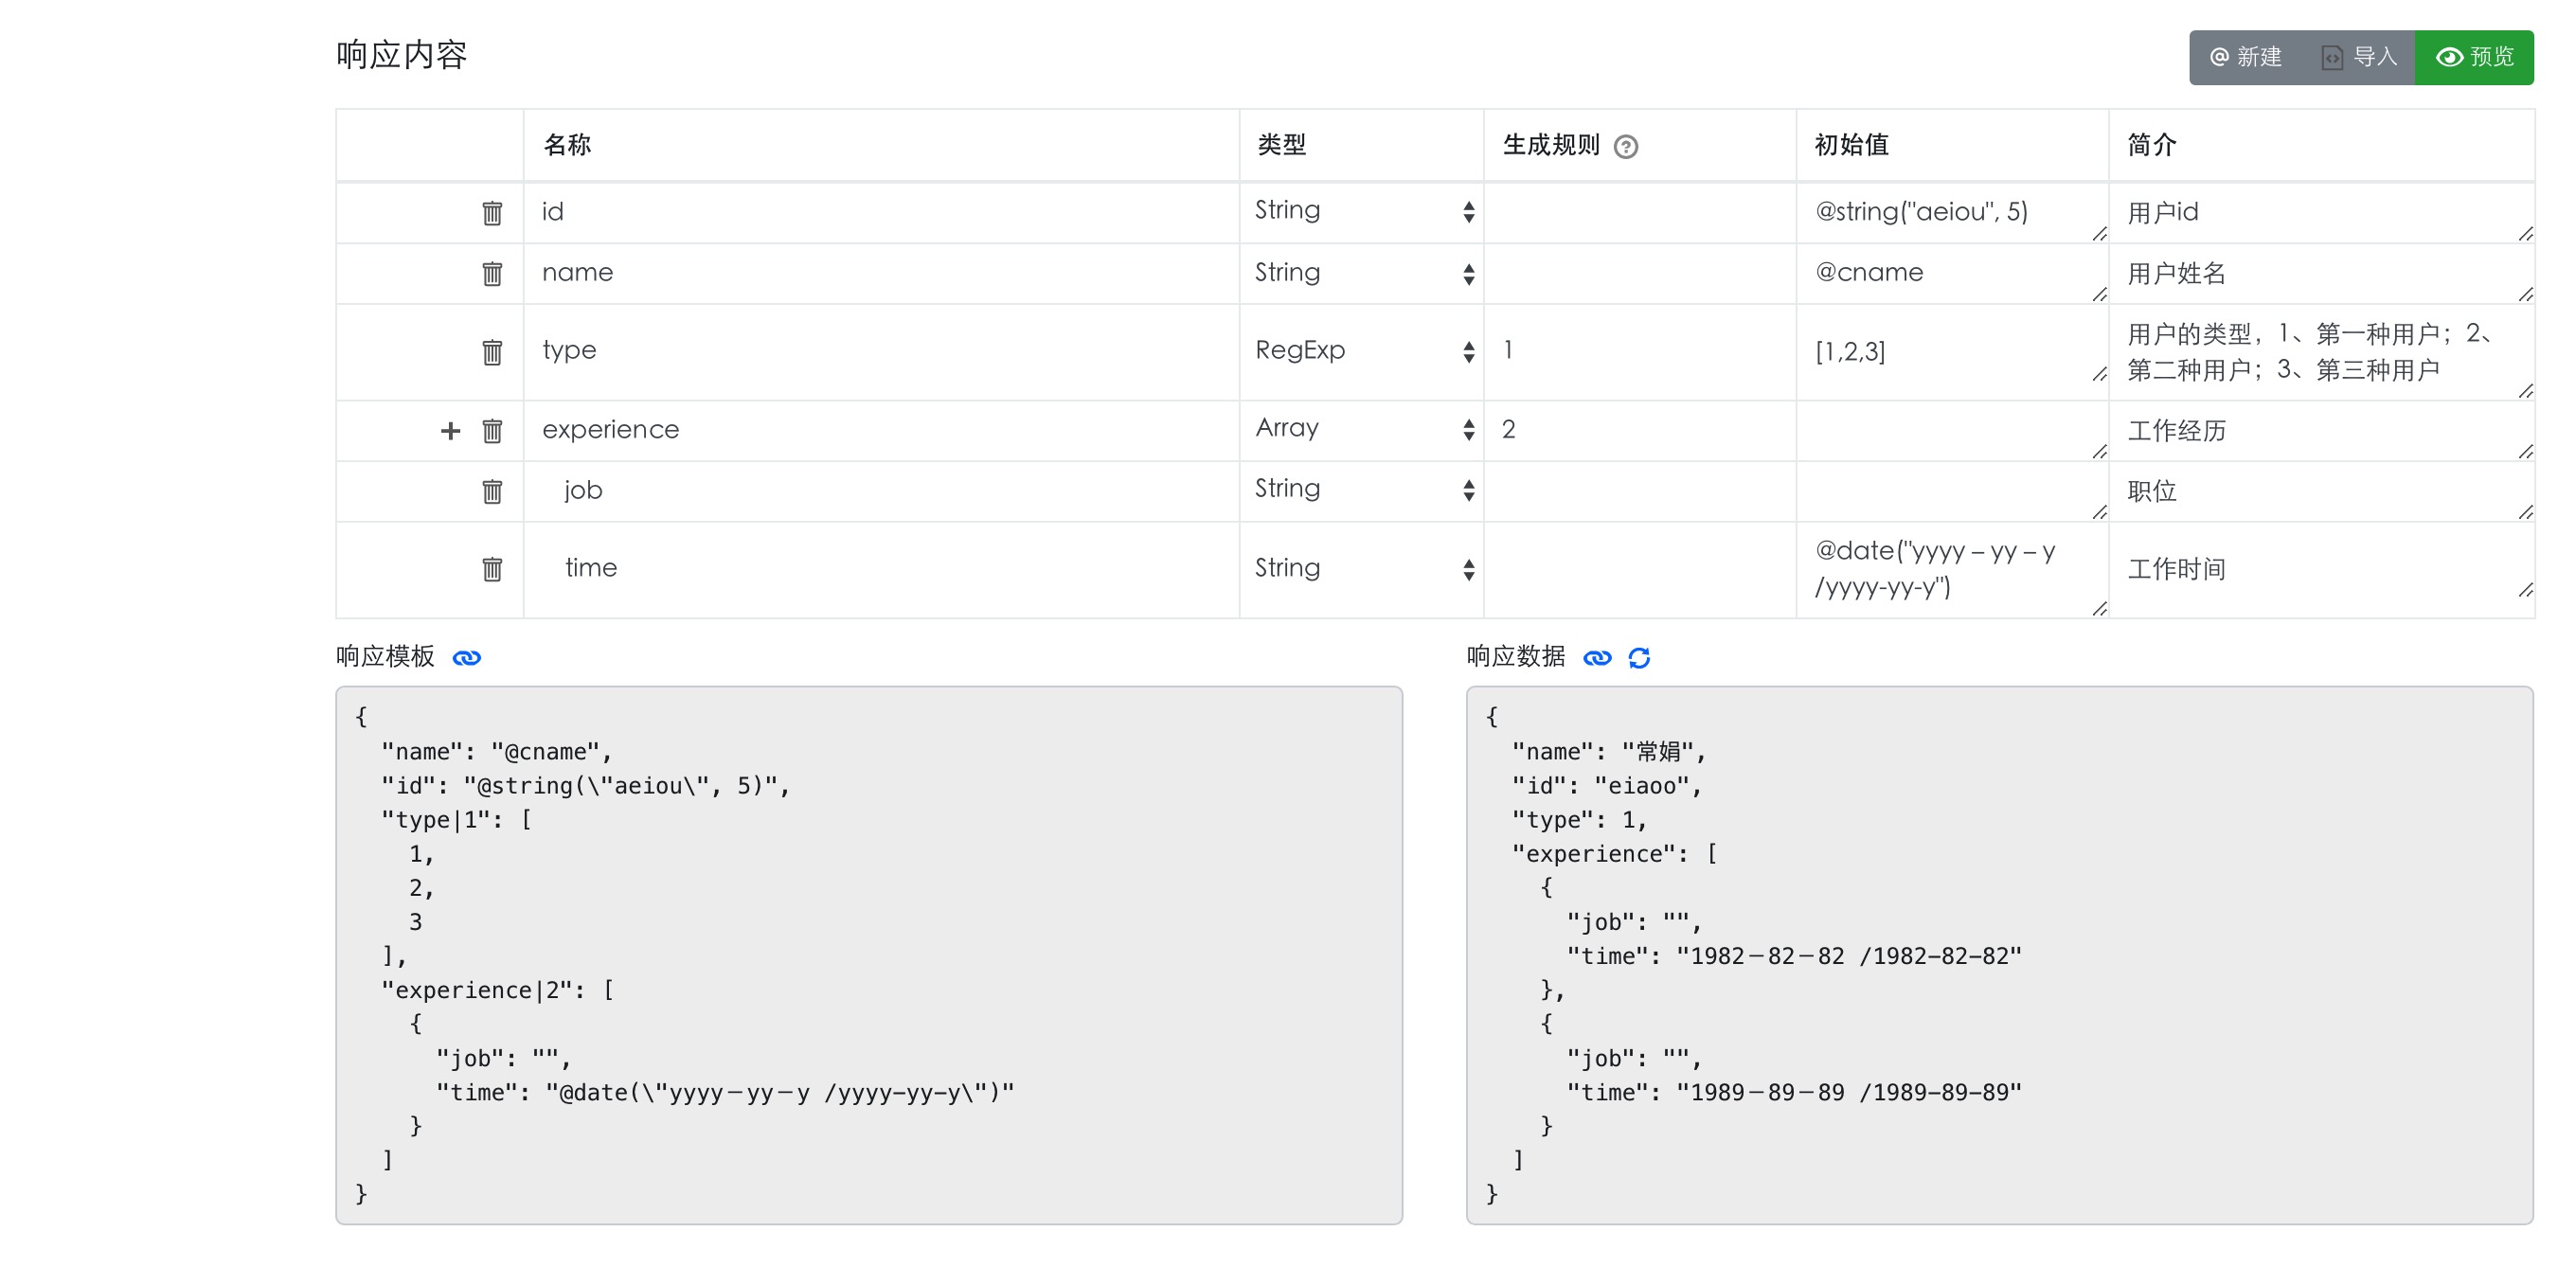 响应内容
@ 新建 导入 预览
名称 类型 生成规则 初始值 简介
id String @string("aeiou", 5) 用户id
name String @cname 用户姓名
type RegExp 1 [1,2,3] 用户的类型，1、第一种用户；2、
第二种用户；3、第三种用户
experience Array 2 工作经历
job String 职位
time String @date("yyyy – yy – y
/yyyy-yy-y") 工作时间
响应模板
{
"name": "@cname",
"id": "@string(\"aeiou\", 5)",
"type|1": [
1,
2,
3
],
"experience|2": [
{
"job": "",
"time": "@date(\"yyyy–yy–y /yyyy-yy-y\")"
}
]
}
响应数据
{
"name": "常娟",
"id": "eiaoo",
"type": 1,
"experience": [
{
"job": "",
"time": "1982–82–82 /1982-82-82"
},
{
"job": "",
"time": "1989–89–89 /1989-89-89"
}
]
}